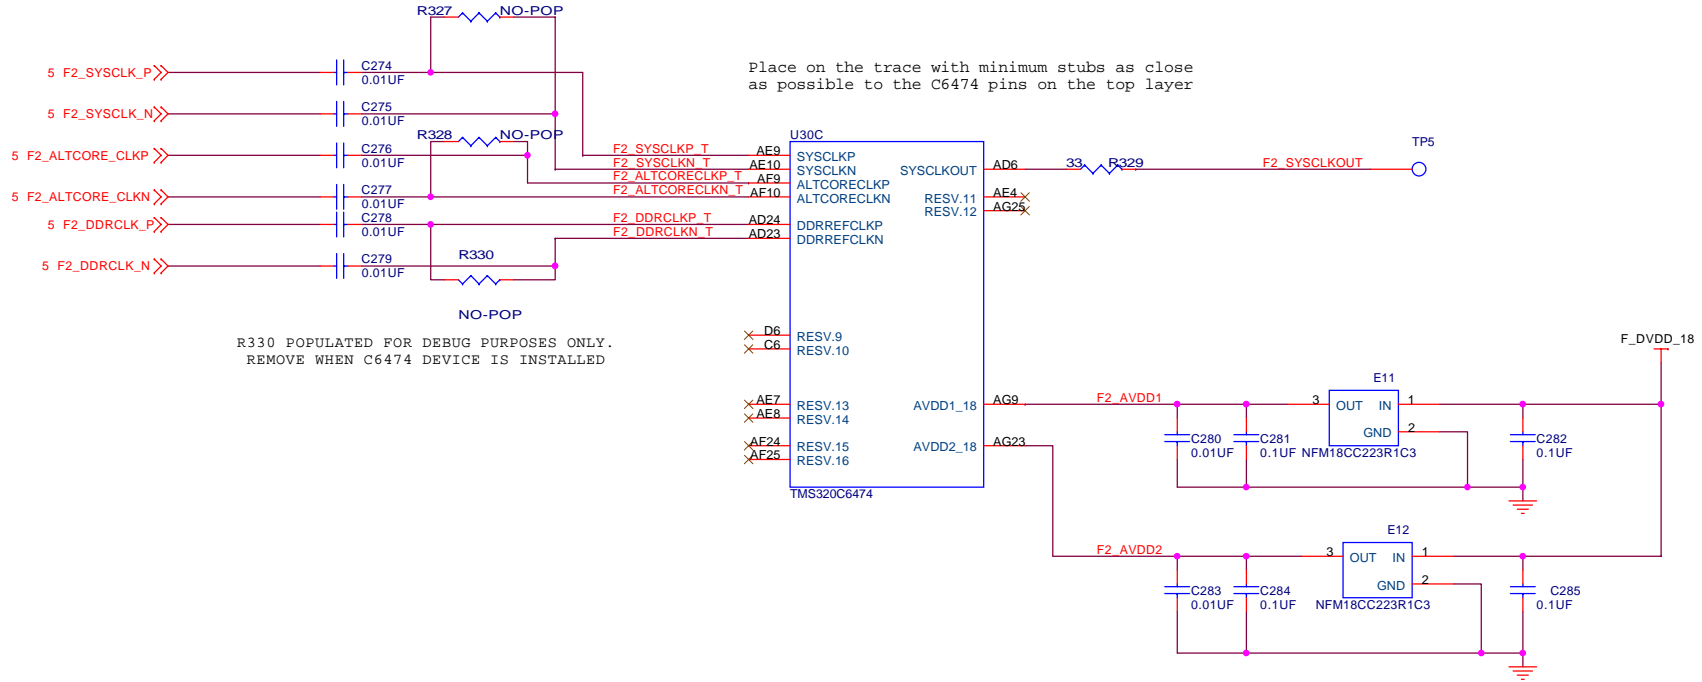 R327 NO-POP
5 F2_SYSCLK_P
C274
0.01UF
Place on the trace with minimum stubs as close
as possible to the C6474 pins on the top layer
5 F2_SYSCLK_N
C275
0.01UF
R328 NO-POP
5 F2_ALTCORE_CLKP
C276
0.01UF
5 F2_ALTCORE_CLKN
C277
0.01UF
5 F2_DDRCLK_P
C278
0.01UF
5 F2_DDRCLK_N
C279
0.01UF
R330
NO-POP
R330 POPULATED FOR DEBUG PURPOSES ONLY.
REMOVE WHEN C6474 DEVICE IS INSTALLED
F2_SYSCLKP_T
F2_SYSCLKN_T
F2_ALTCORECLKP_T
F2_ALTCORECLKN_T
F2_DDRCLKP_T
F2_DDRCLKN_T
U30C
AE9 SYSCLKP
AE10 SYSCLKN
AF9 ALTCORECLKP
AF10 ALTCORECLKN
AD24 DDRREFCLKP
AD23 DDRREFCLKN
D6 RESV.9
C6 RESV.10
AE7 RESV.13
AE8 RESV.14
AF24 RESV.15
AF25 RESV.16
SYSCLKOUT AD6
RESV.11 AE4
RESV.12 AG25
AVDD1_18 AG9
AVDD2_18 AG23
TMS320C6474
33 R329
F2_SYSCLKOUT
TP5
F_DVDD_18
F2_AVDD1
C280
0.01UF
C281
0.1UF
E11
3 OUT IN 1
GND 2
NFM18CC223R1C3
C282
0.1UF
F2_AVDD2
C283
0.01UF
C284
0.1UF
E12
3 OUT IN 1
GND 2
NFM18CC223R1C3
C285
0.1UF